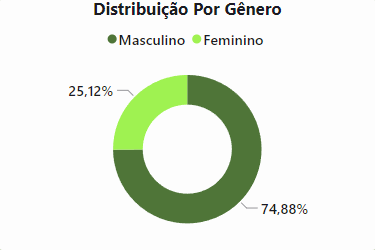 Distribuição Por Gênero
Masculino Feminino
25,12%
74,88%